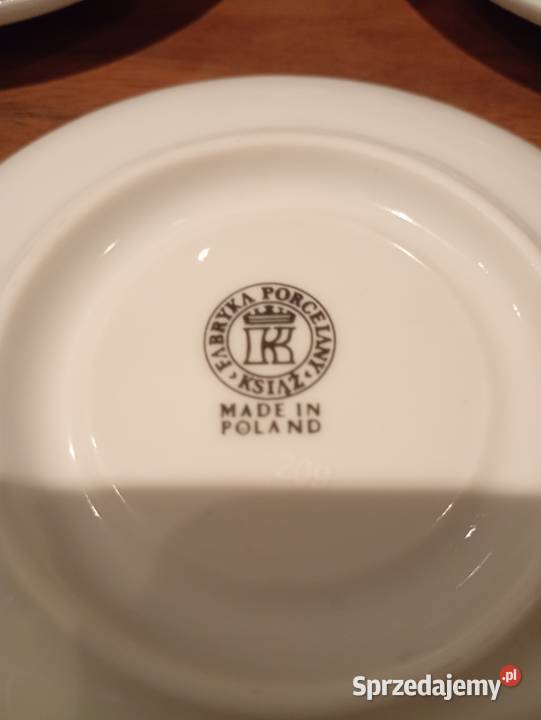 FABRYKA PORCELANY
K
KSIĄŻ
MADE IN
POLAND
Sprzedajemy.pl